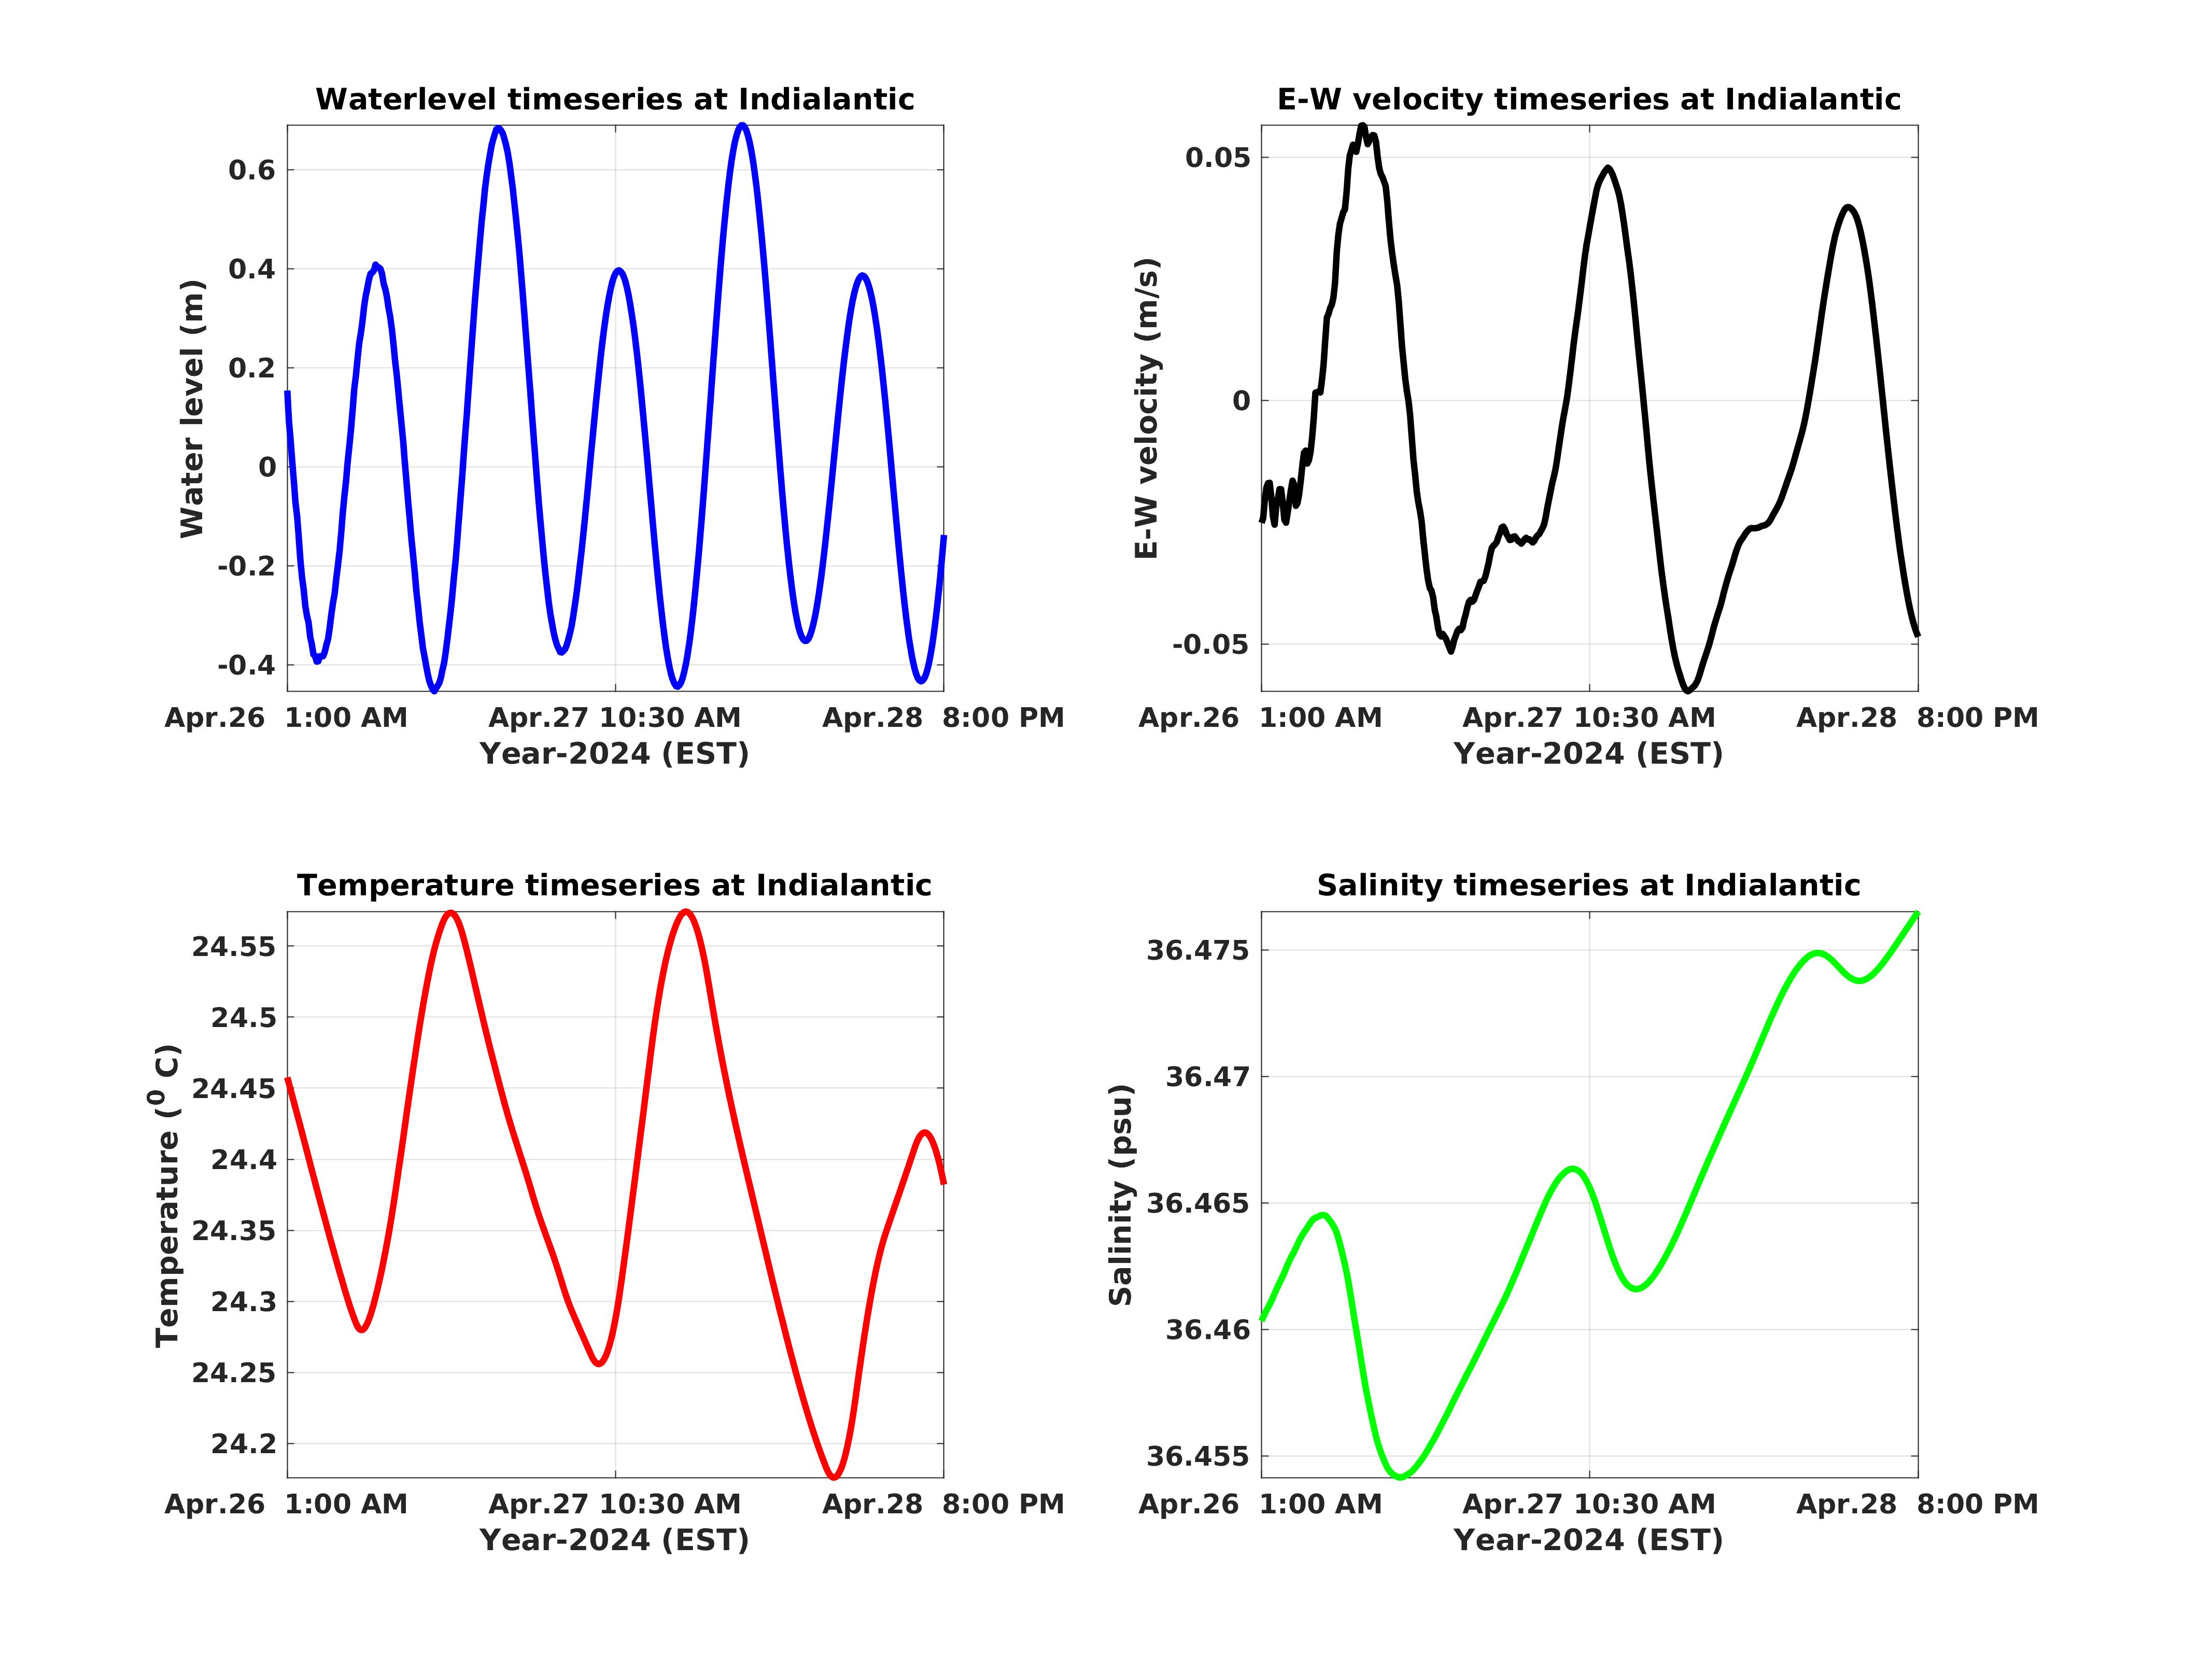 Waterlevel timeseries at Indialantic
Water level (m)
0.6
0.4
0.2
0
-0.2
-0.4
Apr.26 1:00 AM
Apr.27 10:30 AM
Apr.28 8:00 PM
Year-2024 (EST)
E-W velocity timeseries at Indialantic
E-W velocity (m/s)
0.05
0
-0.05
Apr.26 1:00 AM
Apr.27 10:30 AM
Apr.28 8:00 PM
Year-2024 (EST)
Temperature timeseries at Indialantic
Temperature (⁰ C)
24.55
24.5
24.45
24.4
24.35
24.3
24.25
24.2
Apr.26 1:00 AM
Apr.27 10:30 AM
Apr.28 8:00 PM
Year-2024 (EST)
Salinity timeseries at Indialantic
Salinity (psu)
36.475
36.47
36.465
36.46
36.455
Apr.26 1:00 AM
Apr.27 10:30 AM
Apr.28 8:00 PM
Year-2024 (EST)